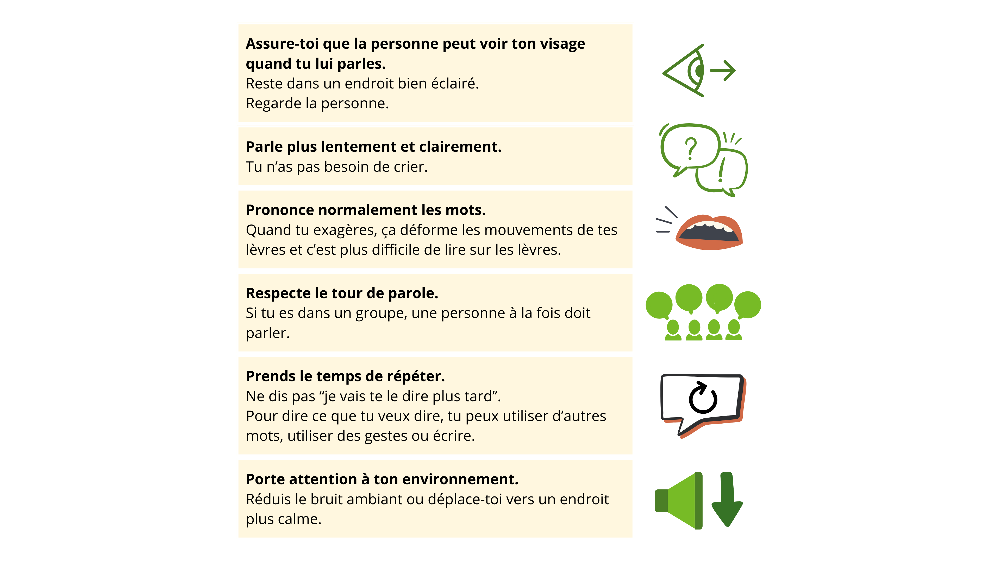 Assure-toi que la personne peut voir ton visage
quand tu lui parles.
Reste dans un endroit bien éclairé.
Regarde la personne.
Parle plus lentement et clairement.
Tu n’as pas besoin de crier.
Prononce normalement les mots.
Quand tu exagères, ça déforme les mouvements de tes
lèvres et c’est plus difficile de lire sur les lèvres.
Respecte le tour de parole.
Si tu es dans un groupe, une personne à la fois doit
parler.
Prends le temps de répéter.
Ne dis pas “je vais te le dire plus tard”.
Pour dire ce que tu veux dire, tu peux utiliser d’autres
mots, utiliser des gestes ou écrire.
Porte attention à ton environnement.
Réduis le bruit ambiant ou déplace-toi vers un endroit
plus calme.
? 
!